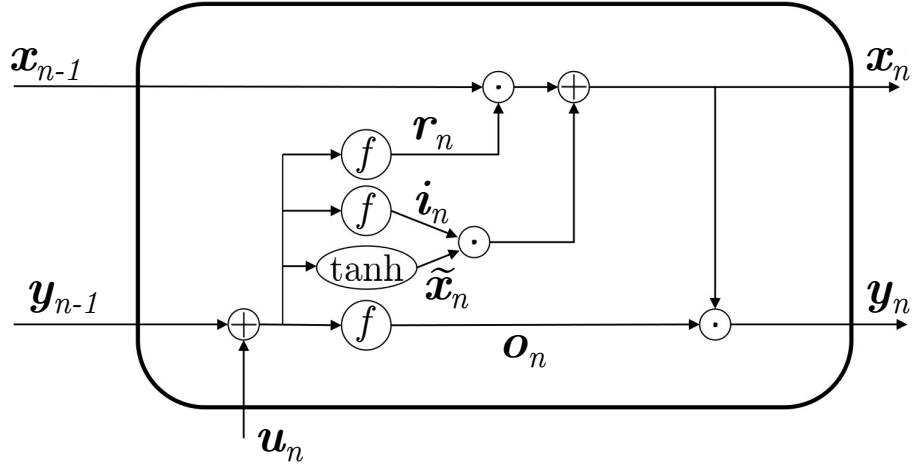 x_{n-1}
x_n
f
r_n
f
i_n
tanh
x̃_n
y_{n-1}
y_n
f
o_n
u_n